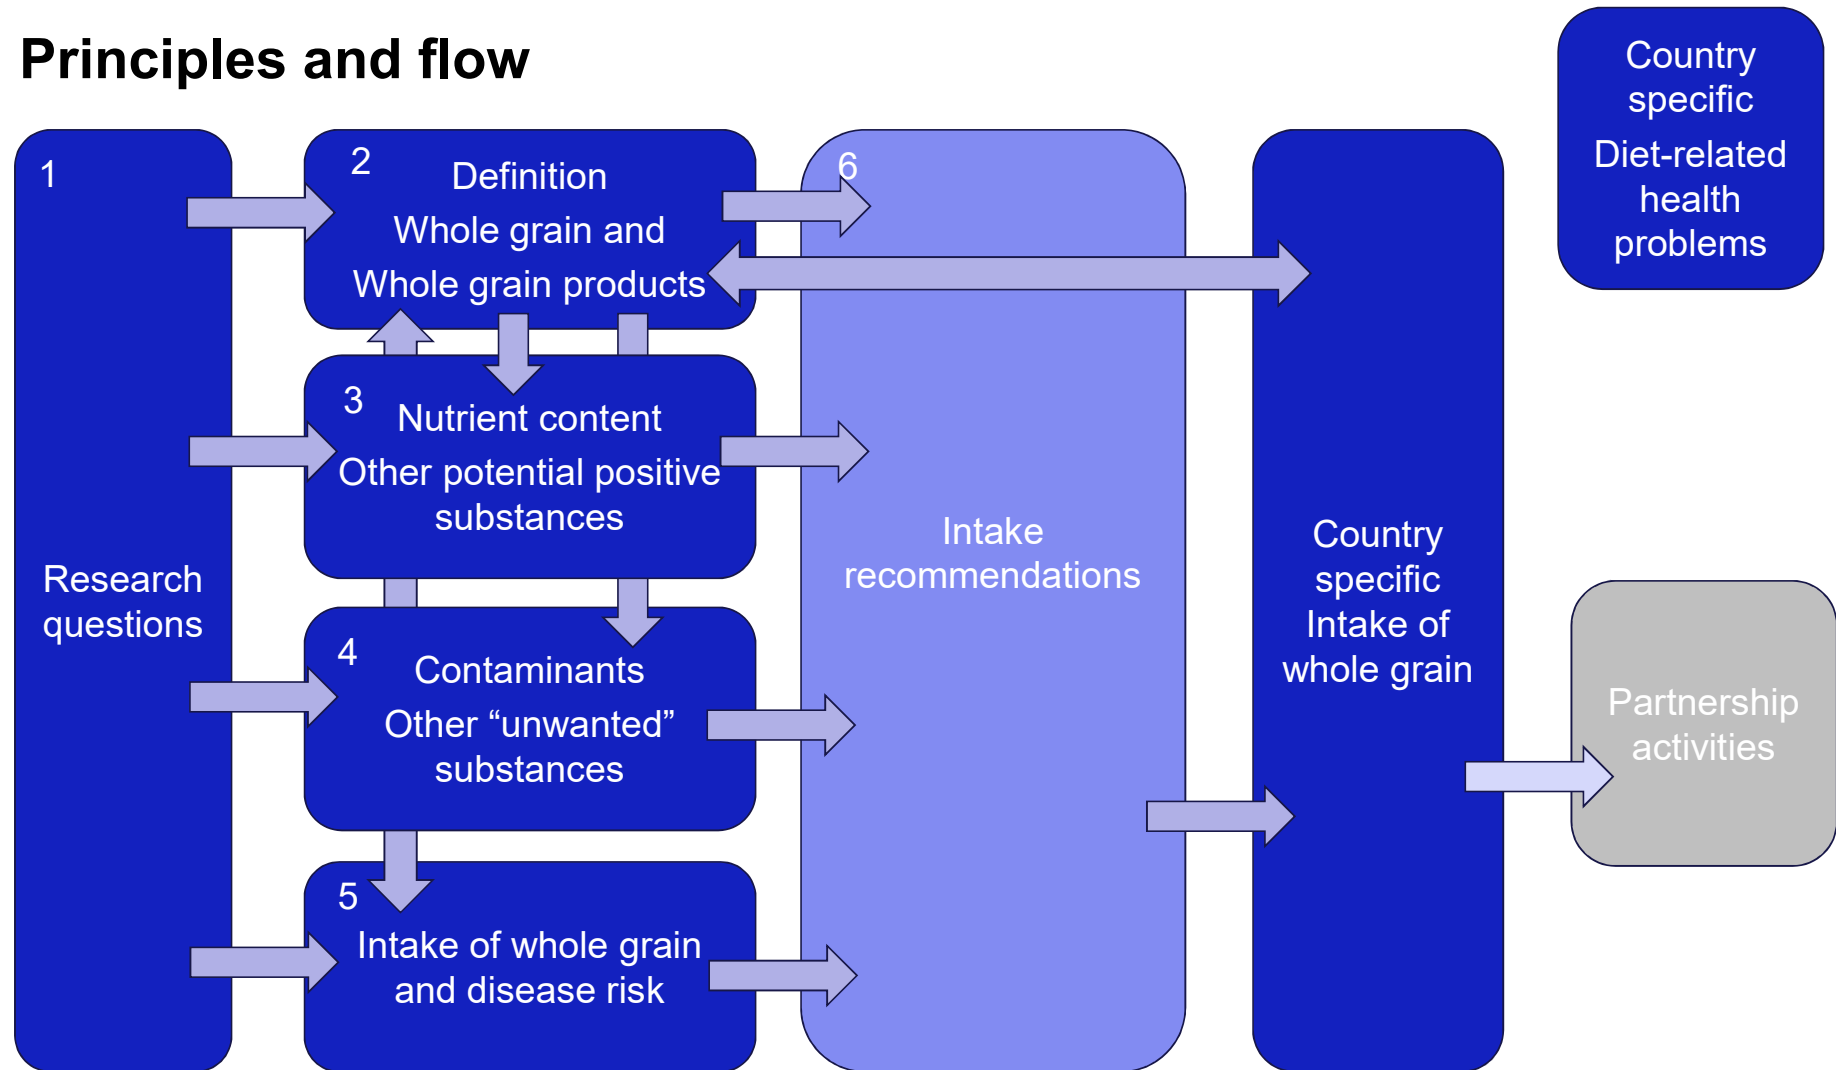 Principles and flow
1
Research
questions
2
Definition
Whole grain and
Whole grain products
3
Nutrient content
Other potential positive
substances
4
Contaminants
Other “unwanted”
substances
5
Intake of whole grain
and disease risk
6
Intake
recommendations
Country
specific
Intake of
whole grain
Country
specific
Diet-related
health
problems
Partnership
activities